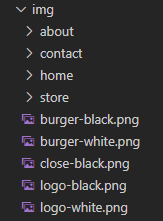 img
about
contact
home
store
burger-black.png
burger-white.png
close-black.png
logo-black.png
logo-white.png